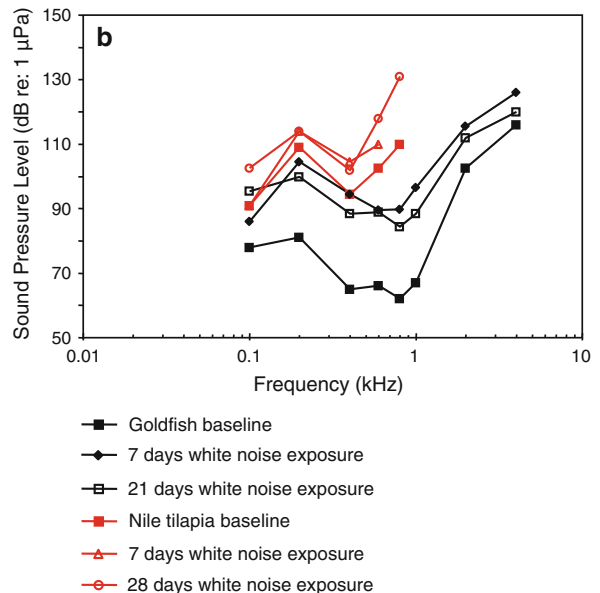 b
Sound Pressure Level (dB re: 1 µPa)
150
130
110
90
70
50
0.01
0.1
1
10
Frequency (kHz)
Goldfish baseline
7 days white noise exposure
21 days white noise exposure
Nile tilapia baseline
7 days white noise exposure
28 days white noise exposure